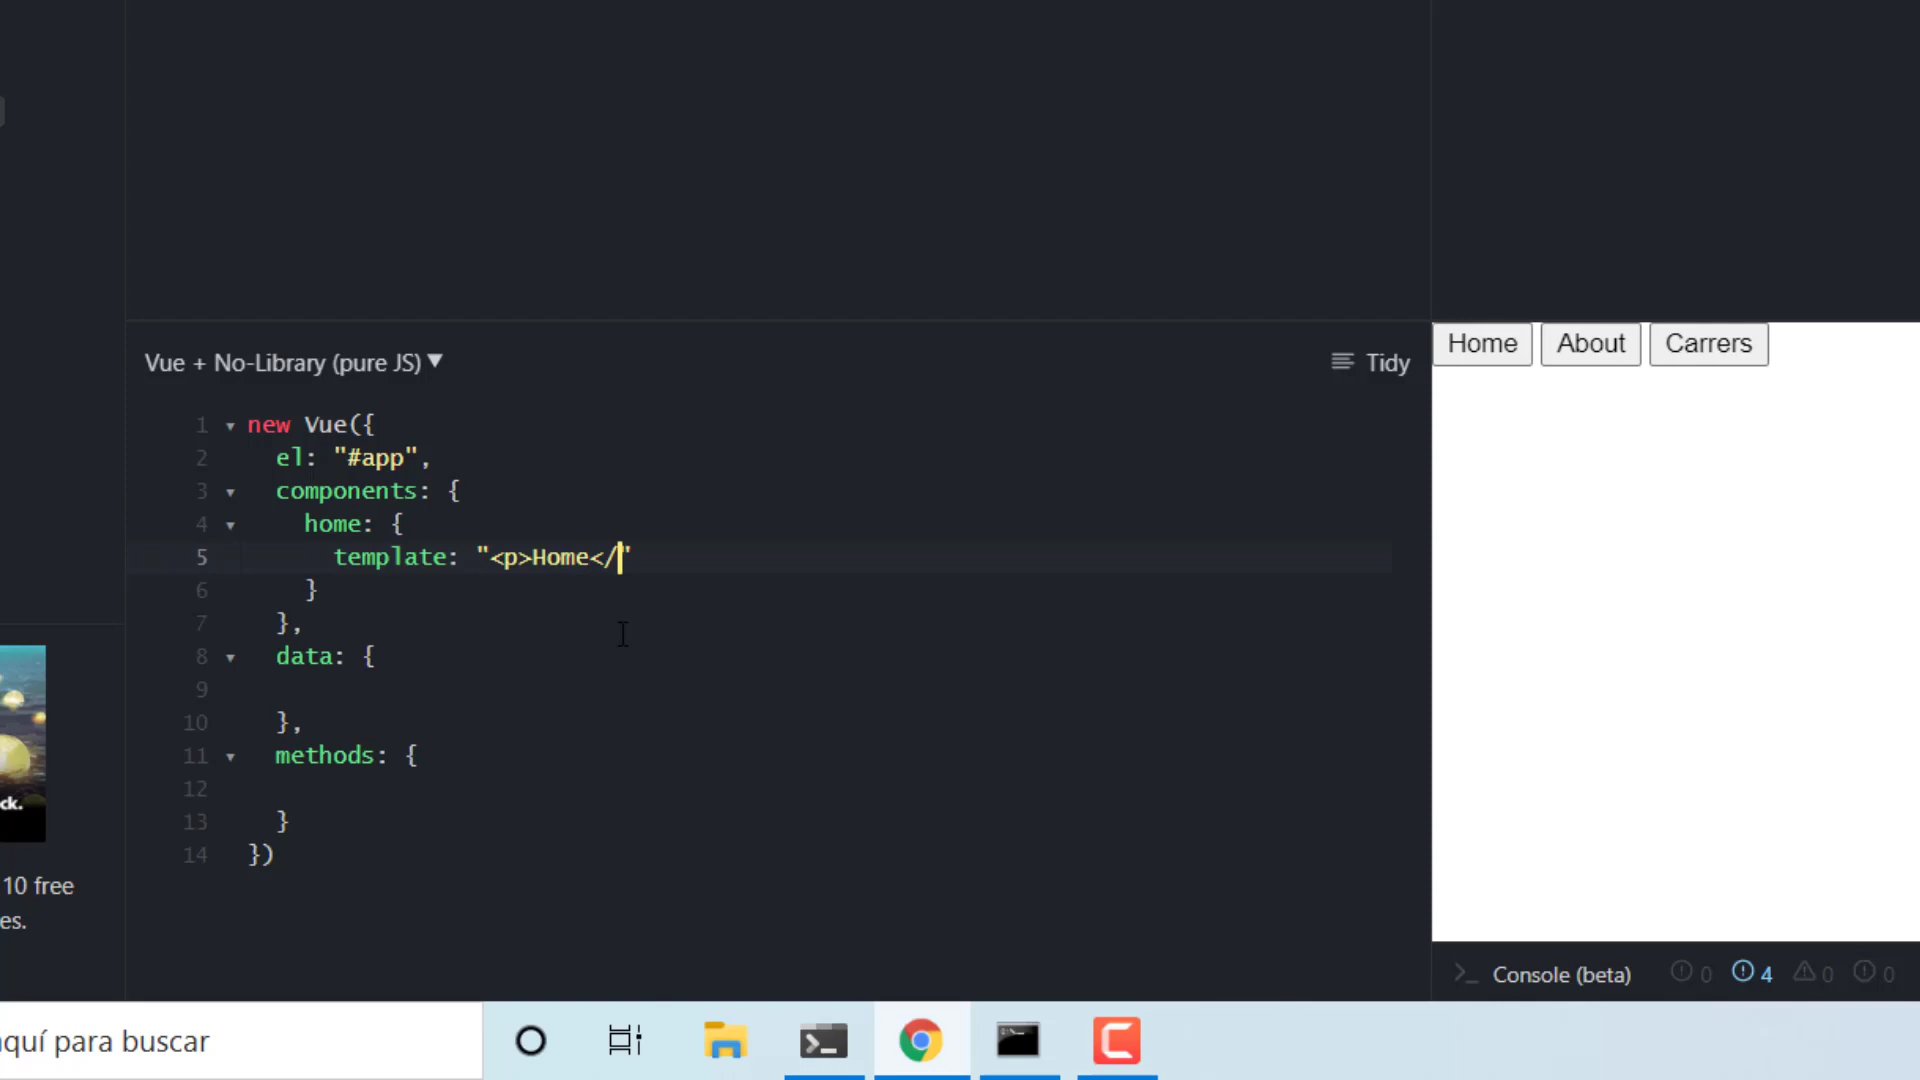 Vue + No-Library (pure JS) ▼
Tidy
Home
About
Carrers
1 new Vue({
2 el: "#app",
3 components: {
4 home: {
5 template: "<p>Home</"
6 }
7 },
8 data: {
9
10 },
11 methods: {
12
13 }
14 })
ck.
10 free
es.
>_ Console (beta)
0
4
0
0
quí para buscar